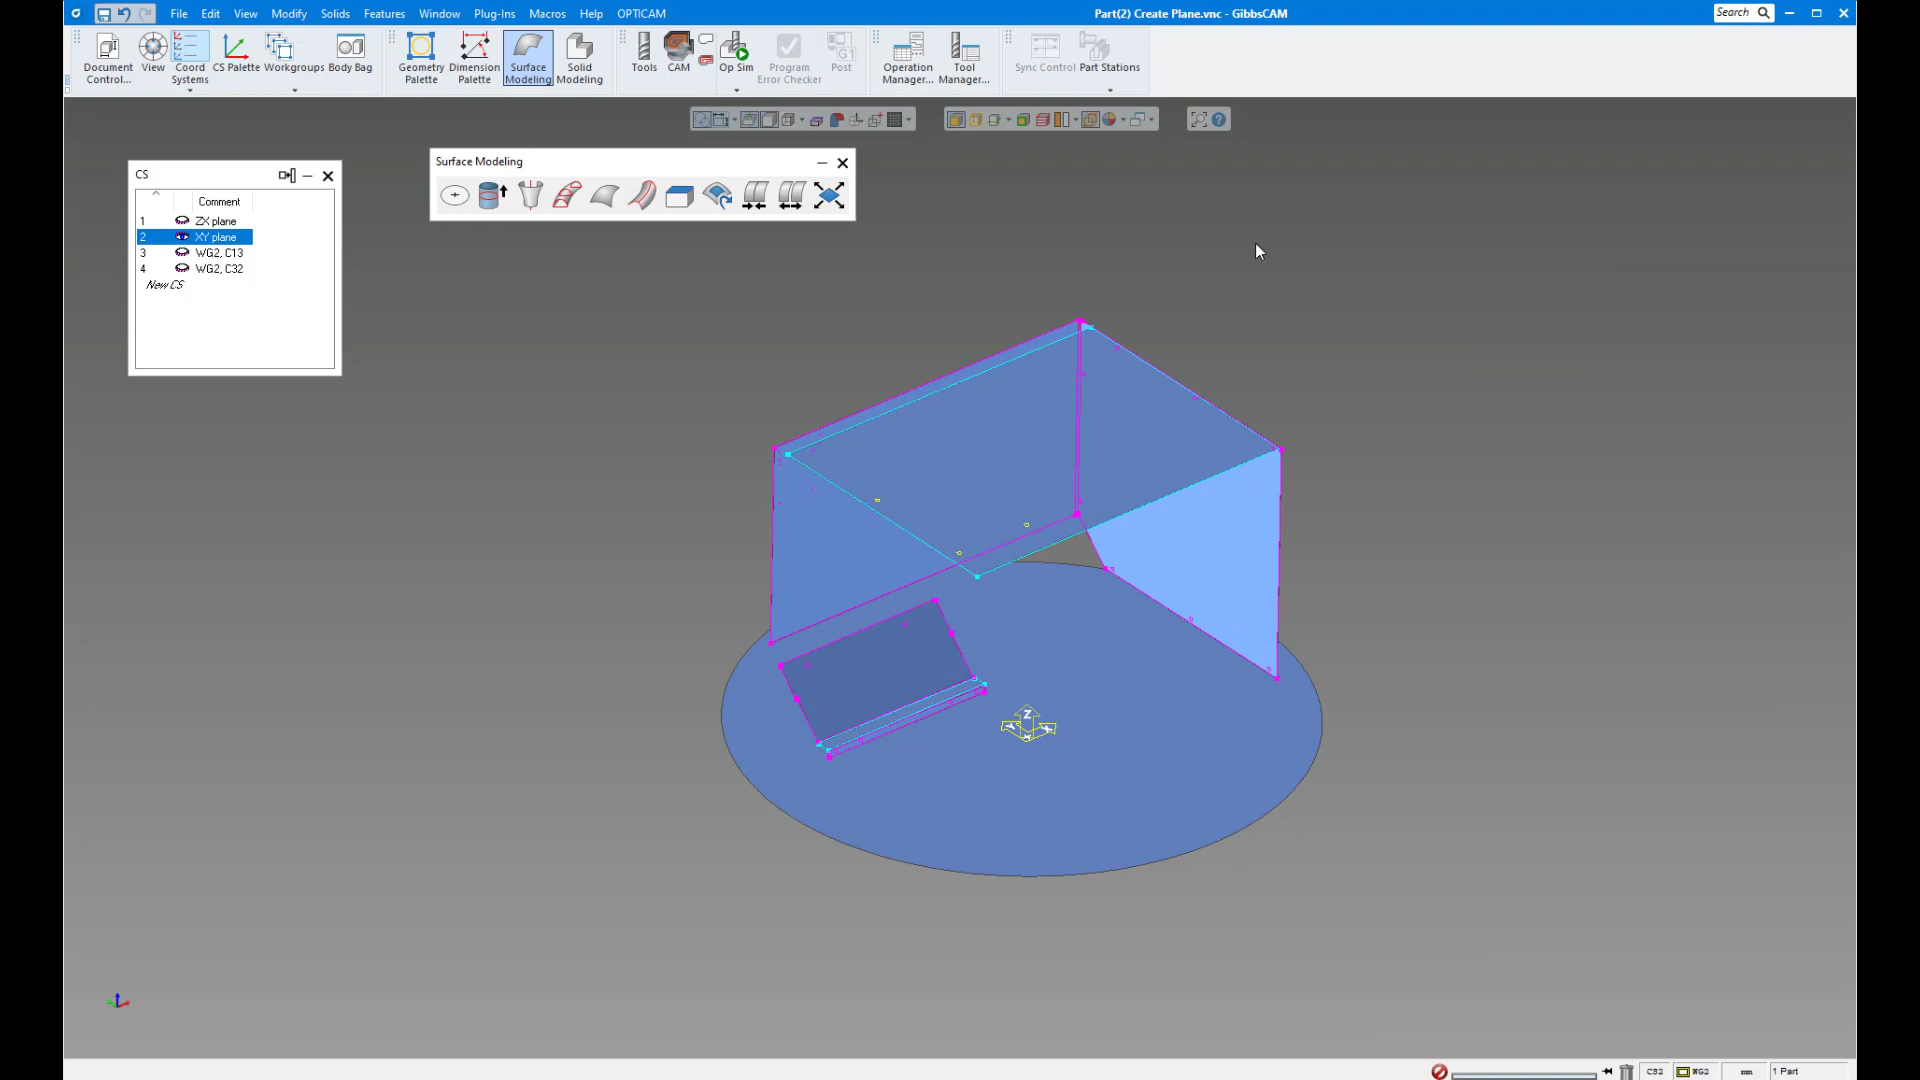 File Edit View Modify Solids Features Window Plug-Ins Macros Help OPTICAM
Part(2) Create Plane.vnc - GibbsCAM
Search
Document Control...
View
Coord Systems
CS Palette
Workgroups
Body Bag
Geometry Palette
Dimension Palette
Surface Modeling
Solid Modeling
Tools
CAM
Op Sim
Program Error Checker
Post
Operation Manager...
Tool Manager...
Sync Control
Part Stations
CS
Comment
1 ZX plane
2 XY plane
3 WG2, C13
4 WG2, C32
New CS
Surface Modeling
Z
CS2
WG2
mm
1 Part